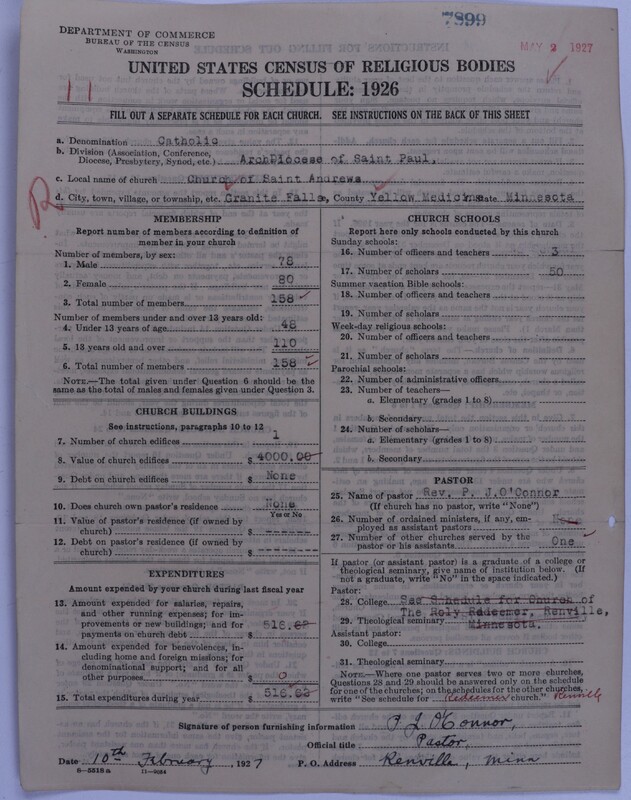 7899
DEPARTMENT OF COMMERCE
BUREAU OF THE CENSUS
WASHINGTON
MAY 2 1927
UNITED STATES CENSUS OF RELIGIOUS BODIES
SCHEDULE: 1926
11
FILL OUT A SEPARATE SCHEDULE FOR EACH CHURCH. SEE INSTRUCTIONS ON THE BACK OF THIS SHEET
a. Denomination Catholic
b. Division (Association, Conference,
Diocese, Presbytery, Synod, etc.) ArchDiocese of Saint Paul,
c. Local name of church Church of Saint Andrews
d. City, town, village, or township, etc. Granite Falls, County Yellow Medicine State Minnesota
R
MEMBERSHIP
Report number of members according to definition of
member in your church
Number of members, by sex:
1. Male 78
2. Female 80
3. Total number of members 158
Number of members under and over 13 years old:
4. Under 13 years of age 48
5. 13 years old and over 110
6. Total number of members 158
NOTE.—The total given under Question 6 should be the
same as the total of males and females given under Question 3.
CHURCH BUILDINGS
See instructions, paragraphs 10 to 12
7. Number of church edifices 1
8. Value of church edifices $ 4000.00
9. Debt on church edifices $ None
10. Does church own pastor's residence None
Yes or No
11. Value of pastor's residence (if owned by
church) $ ------
12. Debt on pastor's residence (if owned by
church) $ -------
EXPENDITURES
Amount expended by your church during last fiscal year
13. Amount expended for salaries, repairs,
and other running expenses; for im-
provements or new buildings; and for
payments on church debt $ 516.82
14. Amount expended for benevolences, in-
cluding home and foreign missions; for
denominational support; and for all
other purposes $ 0
15. Total expenditures during year $ 516.82
CHURCH SCHOOLS
Report here only schools conducted by this church
Sunday schools:
16. Number of officers and teachers 3
17. Number of scholars 50
Summer vacation Bible schools:
18. Number of officers and teachers
19. Number of scholars
Week-day religious schools:
20. Number of officers and teachers
21. Number of scholars
Parochial schools:
22. Number of administrative officers
23. Number of teachers—
a. Elementary (grades 1 to 8)
b. Secondary
24. Number of scholars—
a. Elementary (grades 1 to 8)
b. Secondary
PASTOR
25. Name of pastor Rev. P. J.O'Connor
(If church has no pastor, write "None")
26. Number of ordained ministers, if any, em-
ployed as assistant pastors
27. Number of other churches served by the
pastor or his assistants One
If pastor (or assistant pastor) is a graduate of a college or
theological seminary, give name of institution below. (If
not a graduate, write "No" in the space indicated.)
Pastor:
28. College See Schedule for Church of
The Holy Redeemer, Renville,
29. Theological seminary Minnesota.
Assistant pastor:
30. College
31. Theological seminary
NOTE.—Where one pastor serves two or more churches,
Questions 28 and 29 should be answered only on the schedule
for one of the churches; on the schedules for the other churches,
write "See schedule for Redeemer church." Renville
Signature of person furnishing information P J O'Connor,
Official title Pastor,
Date 10th February, 1927 P. O. Address Renville, Minn
8—5518a 11—9084